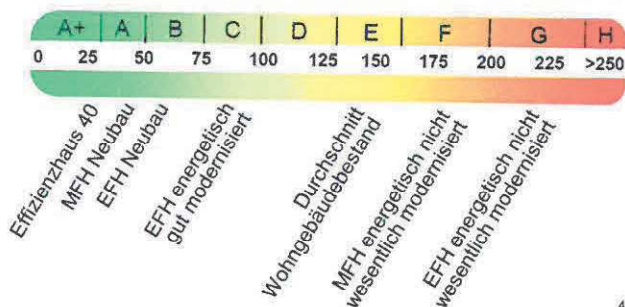 A+ A B C D E F G H
0 25 50 75 100 125 150 175 200 225 >250
Effizienzhaus 40
MFH Neubau
EFH Neubau
EFH energetisch
gut modernisiert
Durchschnitt
Wohngebäudebestand
MFH energetisch nicht
wesentlich modernisiert
EFH energetisch nicht
wesentlich modernisiert